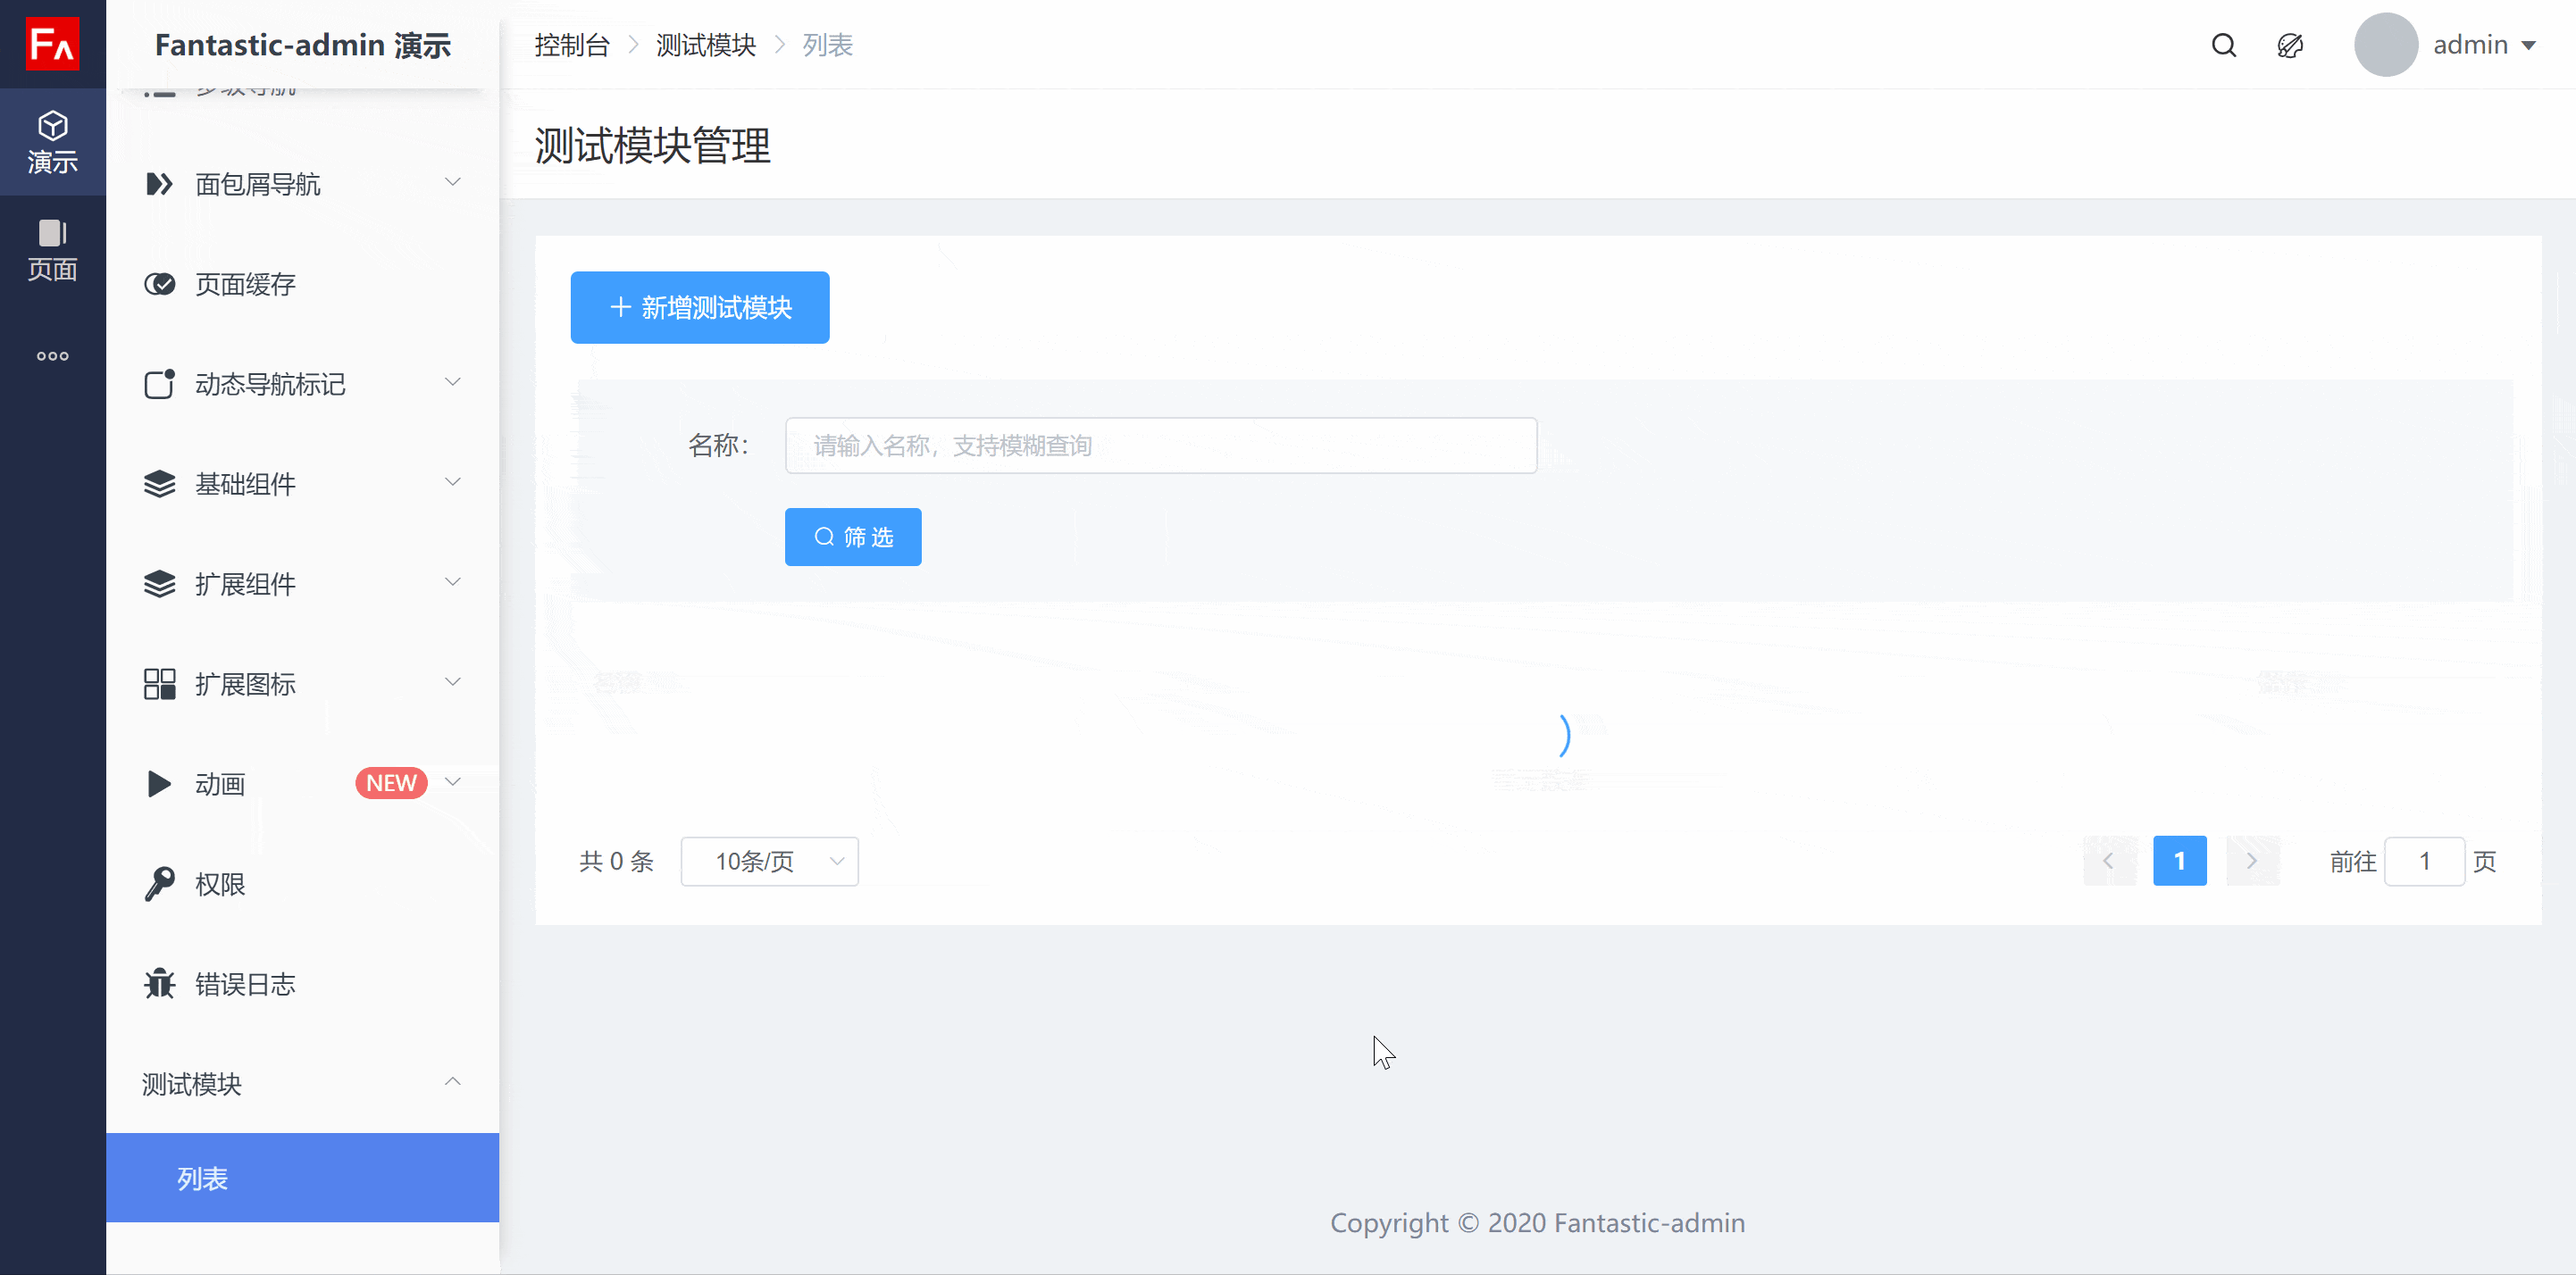 FA
演示
页面
Fantastic-admin 演示
面包屑导航
页面缓存
动态导航标记
基础组件
扩展组件
扩展图标
动画 NEW
权限
错误日志
测试模块
列表
控制台 测试模块 列表
admin
测试模块管理
新增测试模块
名称： 请输入名称，支持模糊查询
筛选
共 0 条 10条/页 1 前往 1 页
Copyright © 2020 Fantastic-admin